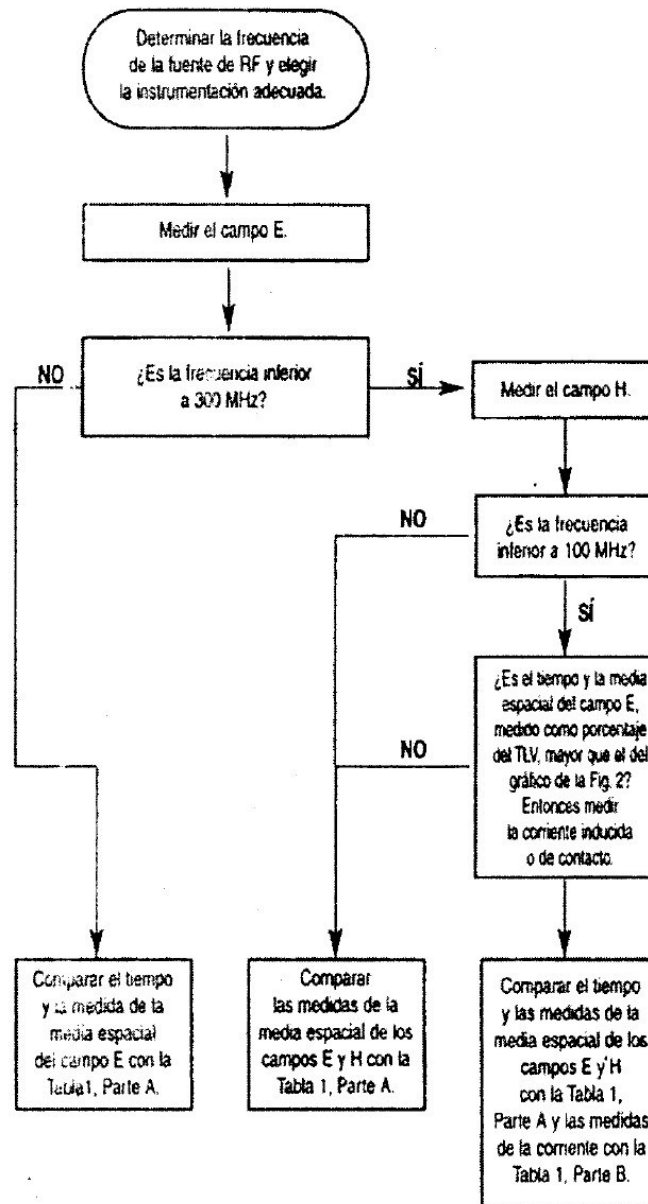 Determinar la frecuencia
de la fuente de RF y elegir
la instrumentación adecuada.
Medir el campo E.
NO
¿Es la frecuencia inferior
a 300 MHz?
SÍ
Medir el campo H.
NO
¿Es la frecuencia
inferior a 100 MHz?
SÍ
¿Es el tiempo y la media
espacial del campo E,
medido como porcentaje
del TLV, mayor que el del
gráfico de la Fig. 2?
Entonces medir
la corriente inducida
o de contacto.
NO
Comparar el tiempo
y la medida de la
media espacial
del campo E con la
Tabla1, Parte A.
Comparar
las medidas de la
media espacial de los
campos E y H con la
Tabla 1, Parte A.
Comparar el tiempo
y las medidas de la
media espacial de los
campos E y H
con la Tabla 1,
Parte A y las medidas
de la corriente con la
Tabla 1, Parte B.